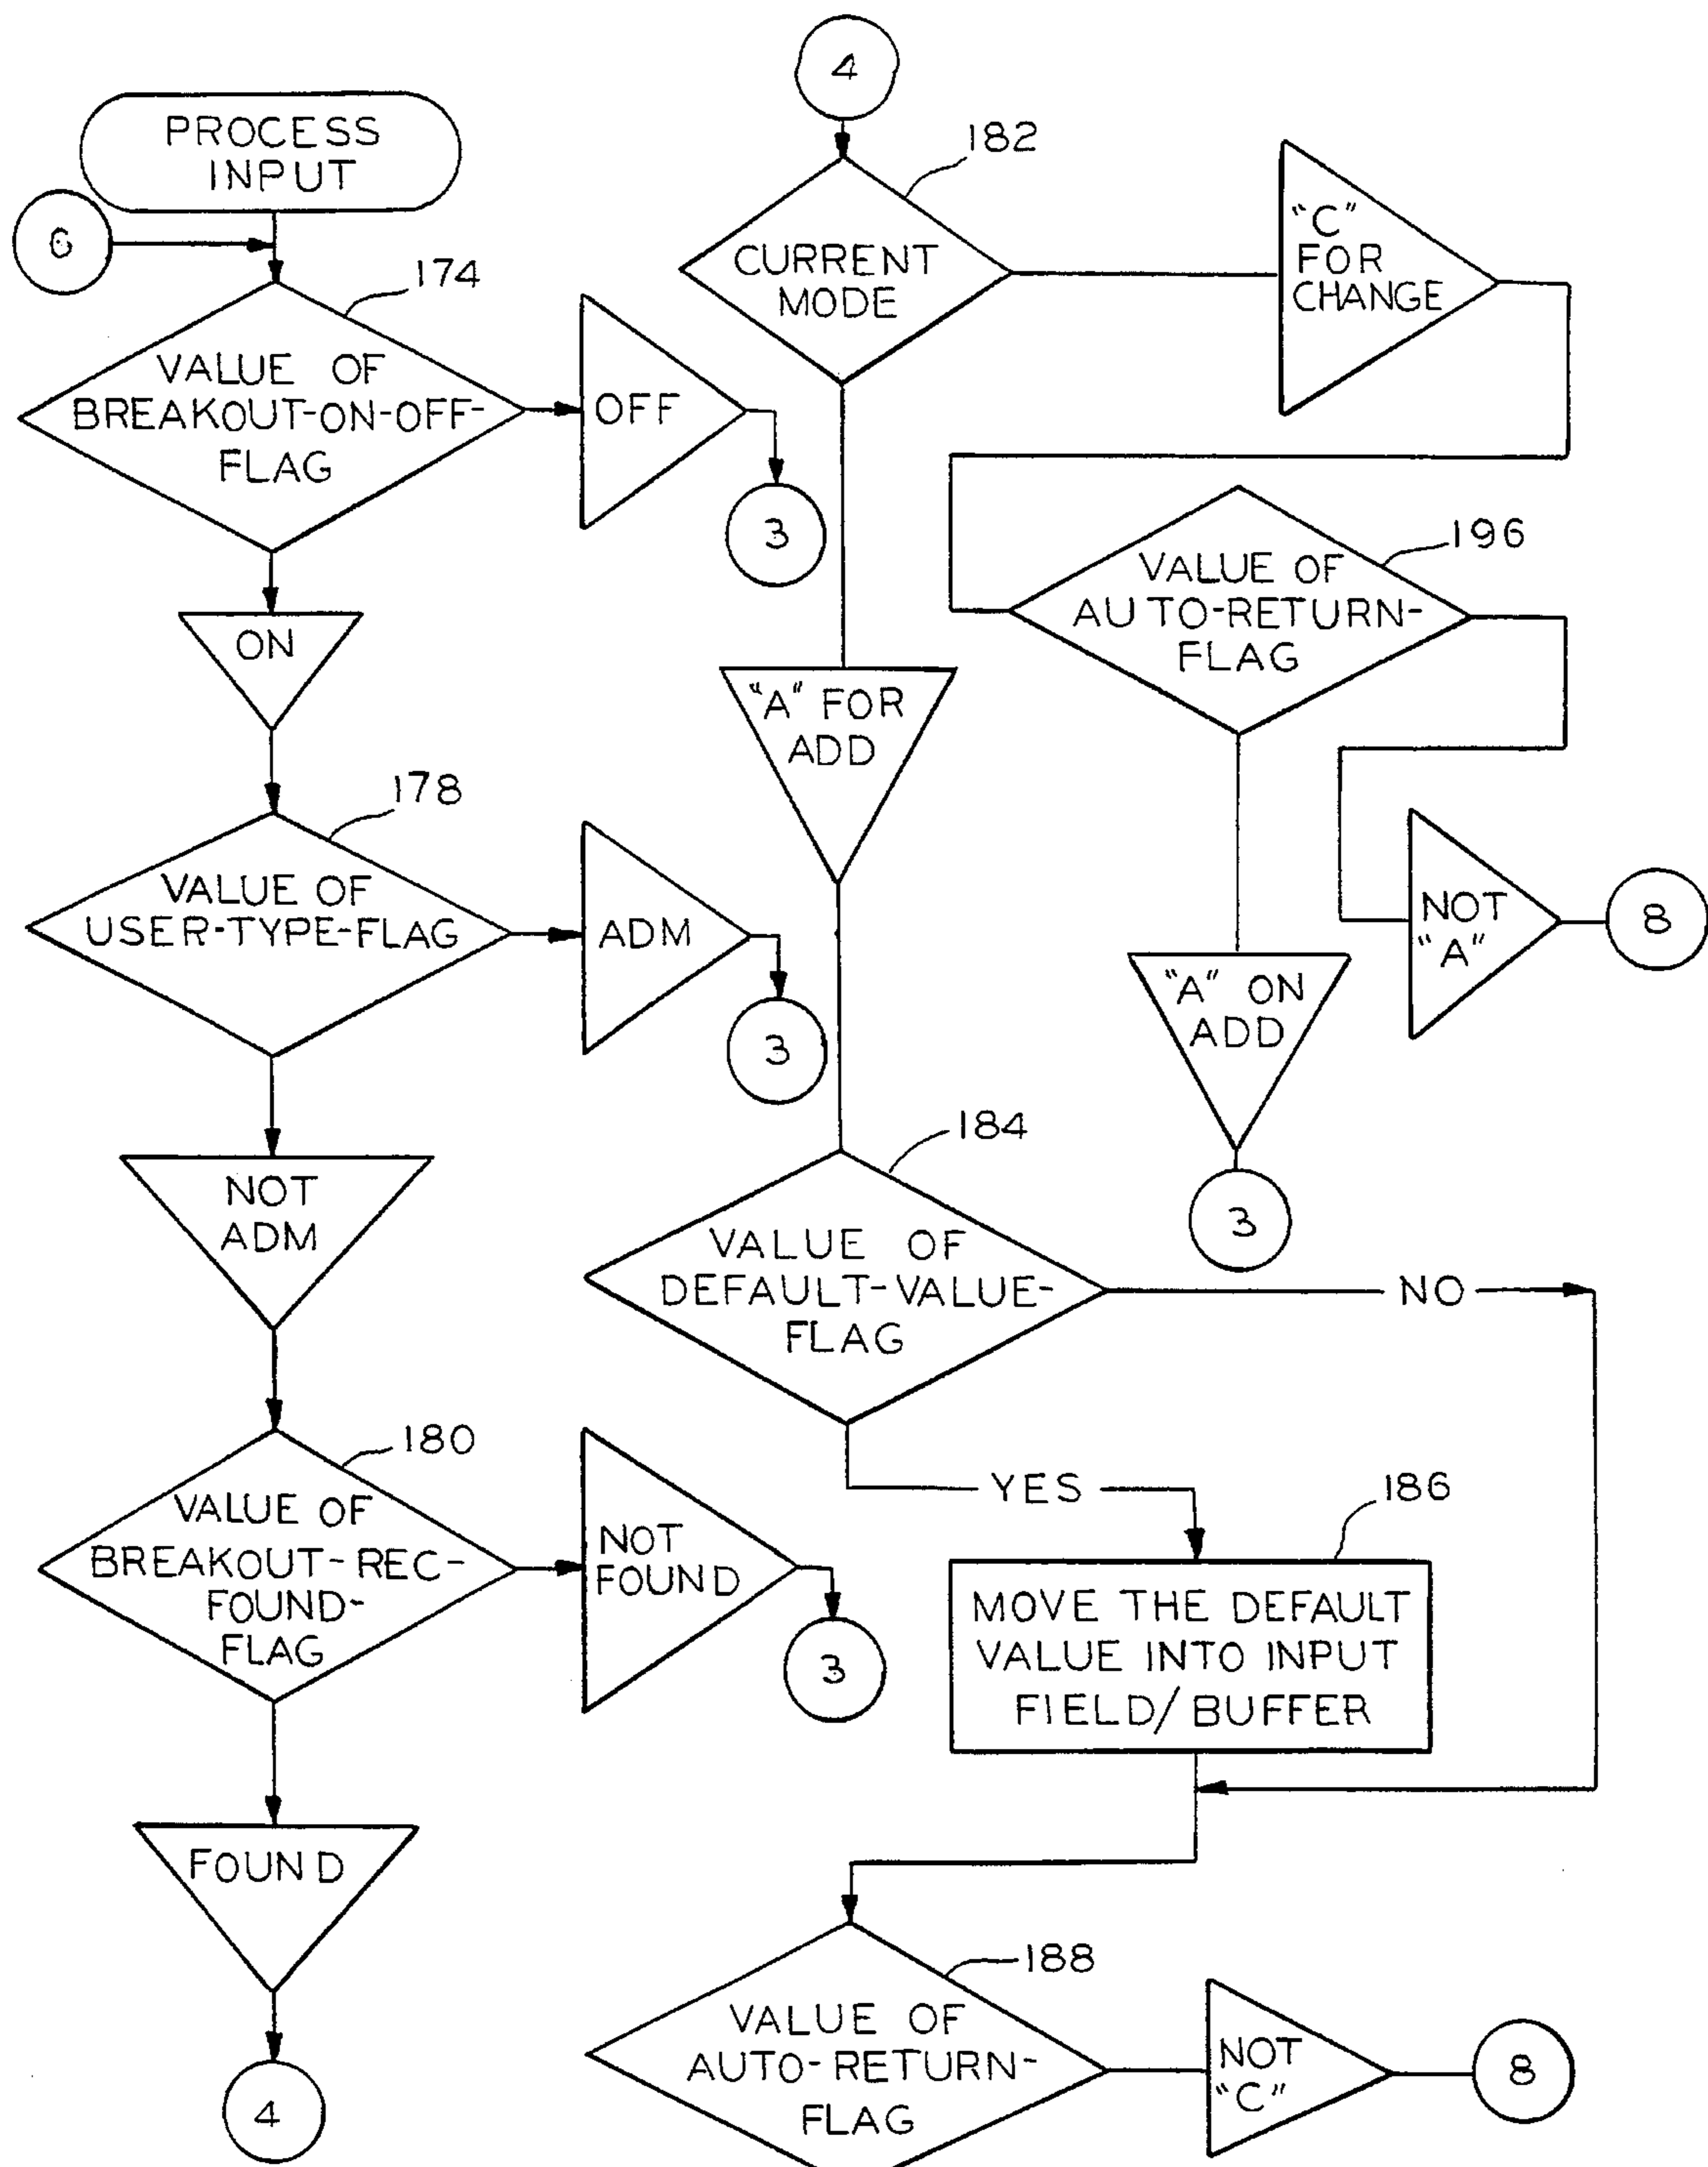 PROCESS
INPUT
6
174
VALUE OF
BREAKOUT-ON-OFF-
FLAG
OFF
3
ON
178
VALUE OF
USER-TYPE-FLAG
ADM
3
NOT
ADM
180
VALUE OF
BREAKOUT-REC-
FOUND-
FLAG
NOT
FOUND
3
FOUND
4
4
182
CURRENT
MODE
"C"
FOR
CHANGE
196
VALUE OF
AUTO-RETURN-
FLAG
NOT
"A"
8
"A" ON
ADD
3
"A" FOR
ADD
184
VALUE OF
DEFAULT-VALUE-
FLAG
NO
YES
186
MOVE THE DEFAULT
VALUE INTO INPUT
FIELD/BUFFER
188
VALUE OF
AUTO-RETURN-
FLAG
NOT
"C"
8